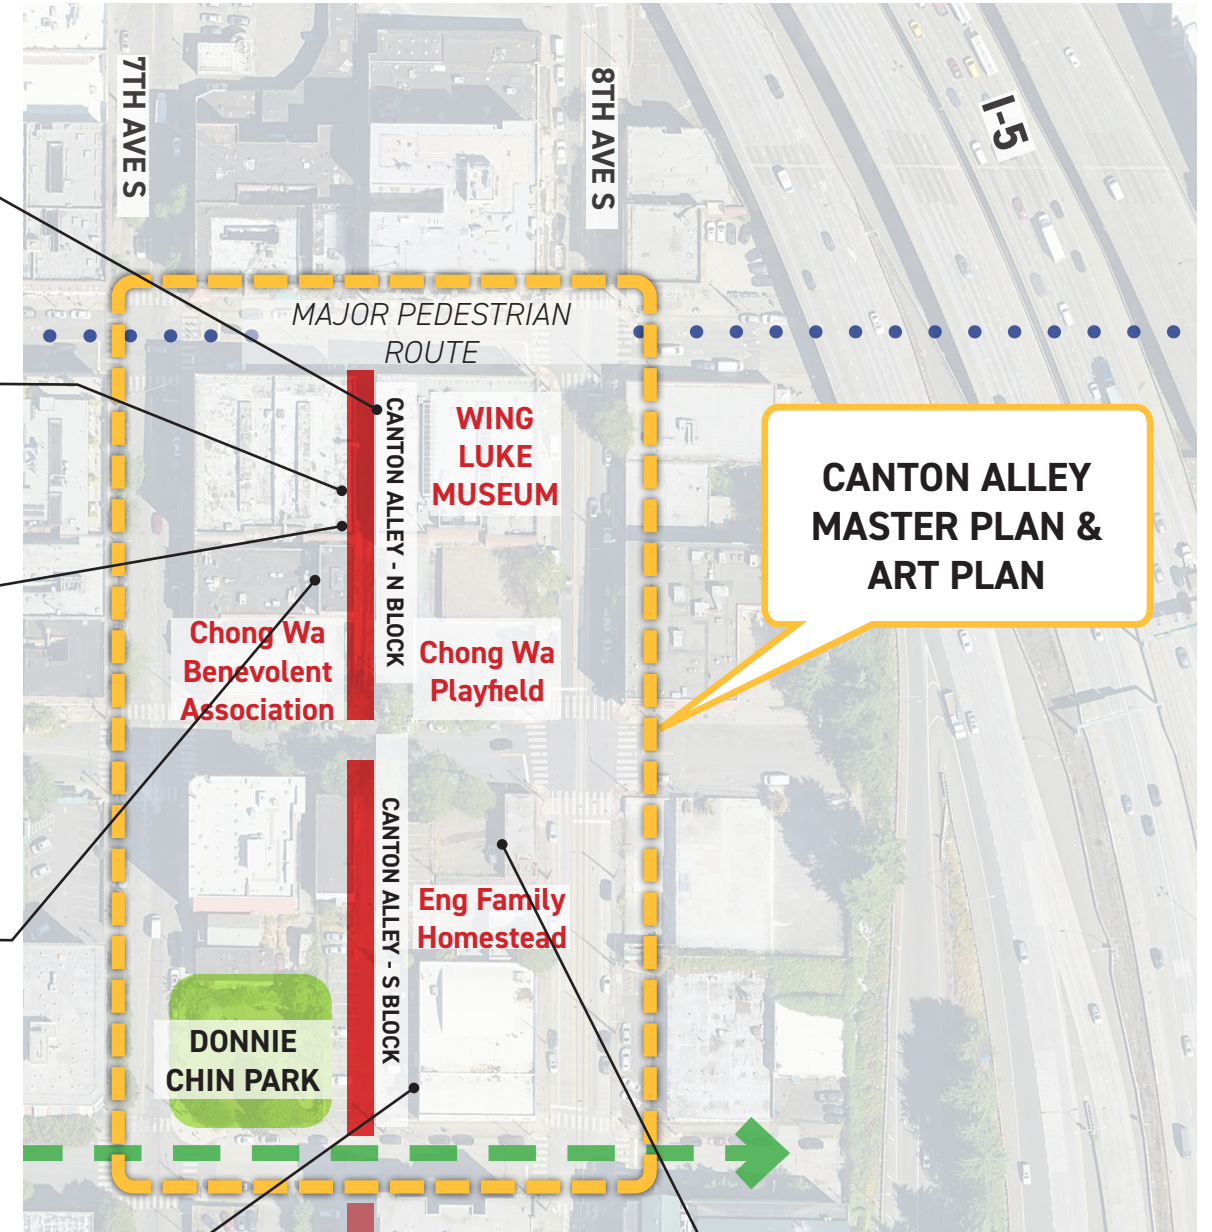 7TH AVE S
8TH AVE S
I-5
MAJOR PEDESTRIAN
ROUTE
CANTON ALLEY - N BLOCK
WING
LUKE
MUSEUM
CANTON ALLEY
MASTER PLAN &
ART PLAN
Chong Wa
Benevolent
Association
Chong Wa
Playfield
CANTON ALLEY - S BLOCK
Eng Family
Homestead
DONNIE
CHIN PARK